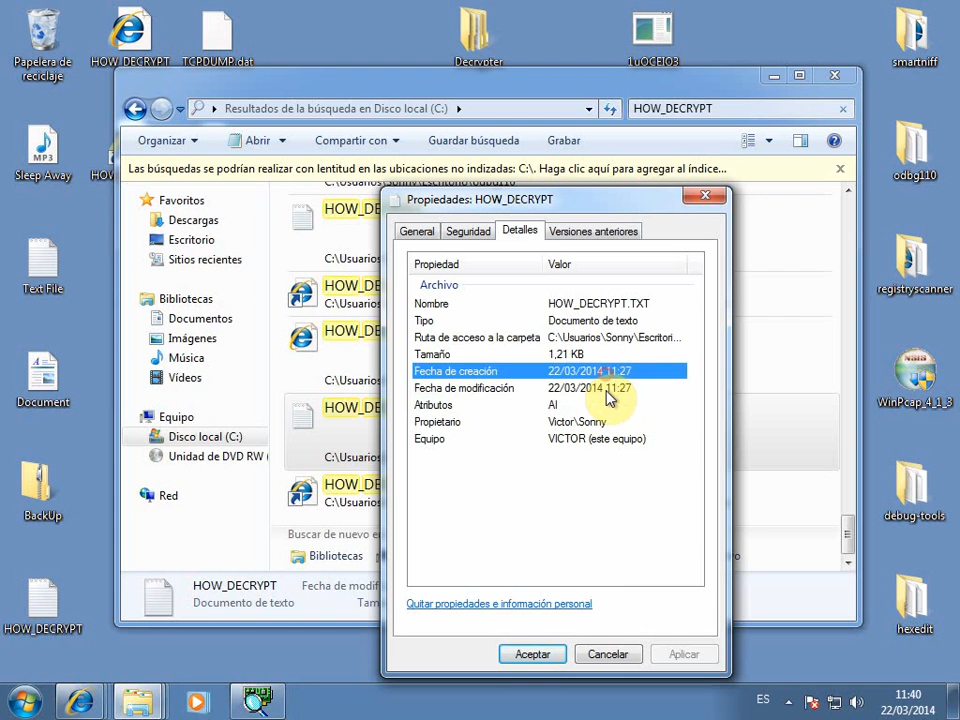 Papelera de reciclaje
HOW_DECRYPT
TCPDUMP.dat
Decrypter
1uOCEIO3
smartniff
Resultados de la búsqueda en Disco local (C:)
HOW_DECRYPT
Organizar
Abrir
Compartir con
Guardar búsqueda
Grabar
Las búsquedas se podrían realizar con lentitud en las ubicaciones no indizadas: C:\. Haga clic aquí para agregar al índice...
MP3
Sleep Away
odbg110
Favoritos
Descargas
Escritorio
Sitios recientes
Bibliotecas
Documentos
Imágenes
Música
Vídeos
Equipo
Disco local (C:)
Unidad de DVD RW (
Red
C:\Usuarios\Sonny\Escritorio\odbg110
HOW_DE
C:\Usuarios
HOW_DE
C:\Usuarios
HOW_DE
HOW_DE
C:\Usuarios
HOW_DE
C:\Usuarios
Buscar de nuevo e
Bibliotecas
Propiedades: HOW_DECRYPT
General
Seguridad
Detalles
Versiones anteriores
Propiedad Valor
Archivo
Nombre HOW_DECRYPT.TXT
Tipo Documento de texto
Ruta de acceso a la carpeta C:\Usuarios\Sonny\Escritori...
Tamaño 1,21 KB
Fecha de creación 22/03/2014 11:27
Fecha de modificación 22/03/2014 11:27
Atributos AI
Propietario Victor\Sonny
Equipo VICTOR (este equipo)
Quitar propiedades e información personal
Aceptar
Cancelar
Aplicar
HOW_DECRYPT Fecha de modif
Documento de texto Tam
Text File
Document
BackUp
HOW_DECRYPT
registryscanner
WinPcap_4_1_3
debug-tools
hexedit
ES
11:40
22/03/2014